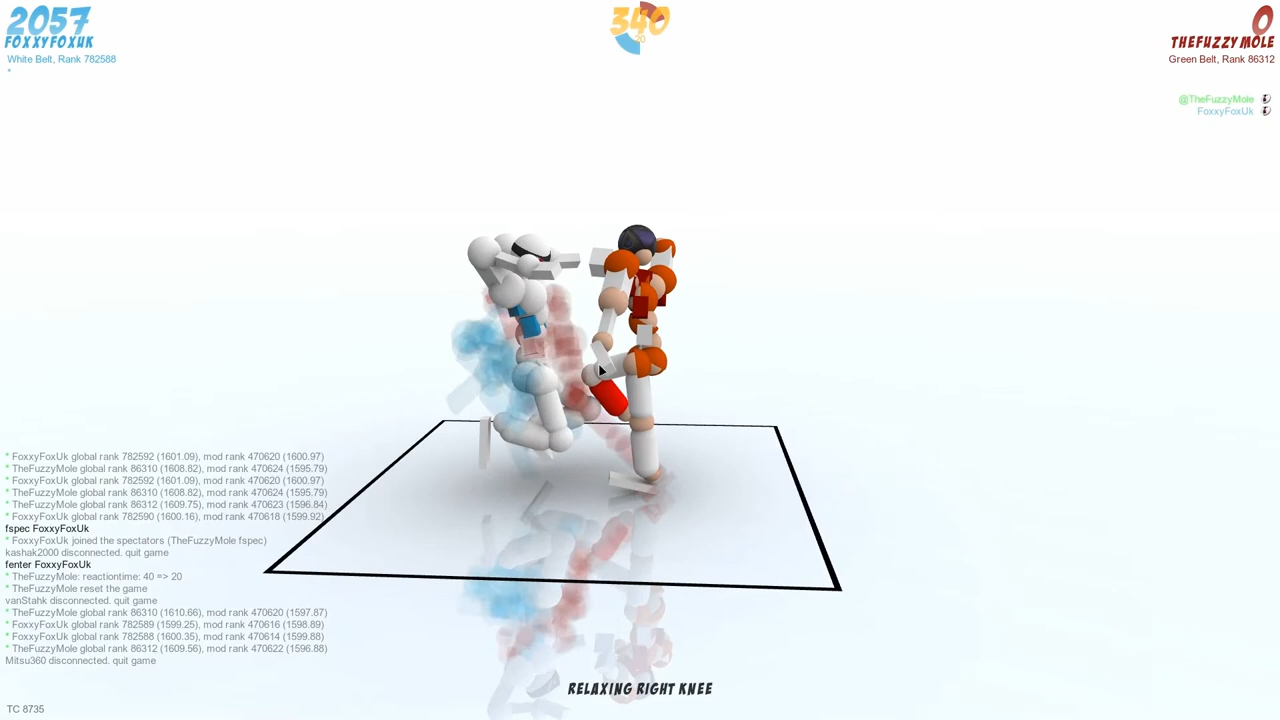 2057
FOXXYFOXUK
White Belt, Rank 782588
*
340
20
0
THEFUZZYMOLE
Green Belt, Rank 86312
@TheFuzzyMole
FoxxyFoxUk
* FoxxyFoxUk global rank 782592 (1601.09), mod rank 470620 (1600.97)
* TheFuzzyMole global rank 86310 (1608.82), mod rank 470624 (1595.79)
* FoxxyFoxUk global rank 782592 (1601.09), mod rank 470620 (1600.97)
* TheFuzzyMole global rank 86310 (1608.82), mod rank 470624 (1595.79)
* TheFuzzyMole global rank 86312 (1609.75), mod rank 470623 (1596.84)
* FoxxyFoxUk global rank 782590 (1600.16), mod rank 470618 (1599.92)
fspec FoxxyFoxUk
* FoxxyFoxUk joined the spectators (TheFuzzyMole fspec)
kashak2000 disconnected. quit game
fenter FoxxyFoxUk
* TheFuzzyMole: reactiontime: 40 => 20
* TheFuzzyMole reset the game
vanStahk disconnected. quit game
* TheFuzzyMole global rank 86310 (1610.66), mod rank 470620 (1597.87)
* FoxxyFoxUk global rank 782589 (1599.25), mod rank 470616 (1598.89)
* FoxxyFoxUk global rank 782588 (1600.35), mod rank 470614 (1599.88)
* TheFuzzyMole global rank 86312 (1609.56), mod rank 470622 (1596.88)
Mitsu360 disconnected. quit game
RELAXING RIGHT KNEE
TC 8735